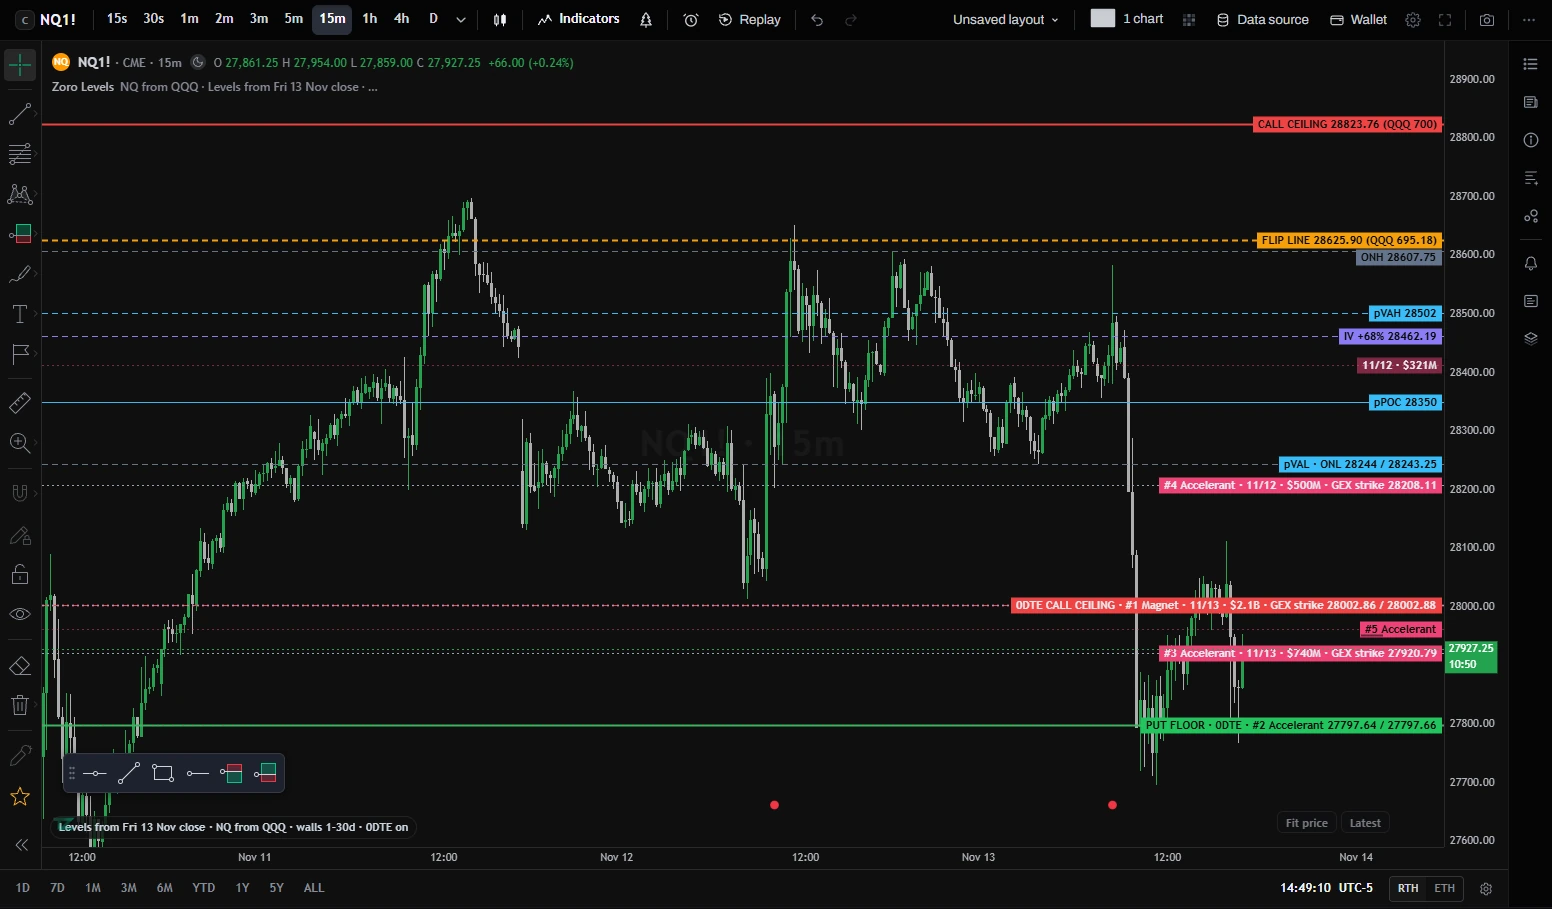 C NQ1! 15s 30s 1m 2m 3m 5m 15m 1h 4h D Indicators Replay Unsaved layout 1 chart Data source Wallet
NQ NQ1! · CME · 15m O 27,861.25 H 27,954.00 L 27,859.00 C 27,927.25 +66.00 (+0.24%)
Zoro Levels NQ from QQQ · Levels from Fri 13 Nov close · ...
28900.00
CALL CEILING 28823.76 (QQQ 700)
28800.00
28700.00
FLIP LINE 28625.90 (QQQ 695.18)
28600.00
ONH 28607.75
pVAH 28502
28500.00
IV +68% 28462.19
11/12 · $321M
28400.00
pPOC 28350
28300.00
pVAL · ONL 28244 / 28243.25
#4 Accelerant · 11/12 · $500M · GEX strike 28208.11
28200.00
28100.00
0DTE CALL CEILING · #1 Magnet · 11/13 · $2.1B · GEX strike 28002.86 / 28002.88
28000.00
#5 Accelerant
27927.25
#3 Accelerant · 11/13 · $740M · GEX strike 27920.79
10:50
PUT FLOOR · 0DTE · #2 Accelerant 27797.64 / 27797.66
27800.00
27700.00
Levels from Fri 13 Nov close · NQ from QQQ · walls 1-30d · 0DTE on
Fit price Latest
27600.00
12:00 Nov 11 12:00 Nov 12 12:00 Nov 13 12:00 Nov 14
1D 7D 1M 3M 6M YTD 1Y 5Y ALL 14:49:10 UTC-5 RTH ETH